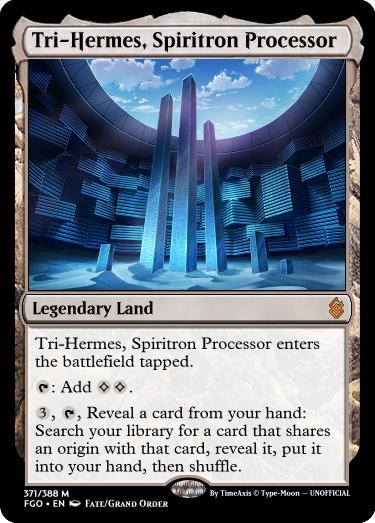 Tri-Hermes, Spiritron Processor
Legendary Land
Tri-Hermes, Spiritron Processor enters
the battlefield tapped.
: Add .
3, , Reveal a card from your hand:
Search your library for a card that shares
an origin with that card, reveal it, put it
into your hand, then shuffle.
371/388 M
FGO • EN Fate/Grand Order
By TimeAxis © Type-Moon — UNOFFICIAL